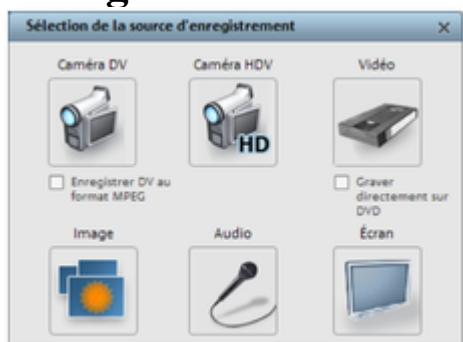 Sélection de la source d'enregistrement
Caméra DV
Caméra HDV
Vidéo
HD
Enregistrer DV au
format MPEG
Graver
directement sur
DVD
Image
Audio
Écran